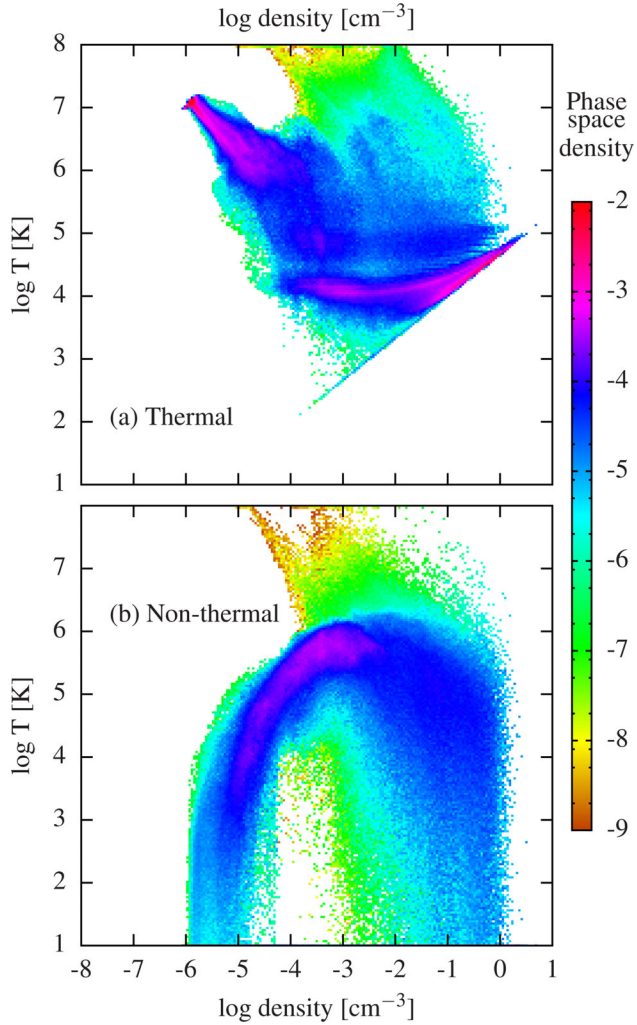 log density [cm−3]
8
7
6
5
4
3
2
1
log T [K]
(a) Thermal
Phase
space
density
-2
-3
-4
-5
-6
-7
-8
-9
7
6
5
4
3
2
1
log T [K]
(b) Non-thermal
-8 -7 -6 -5 -4 -3 -2 -1 0 1
log density [cm−3]